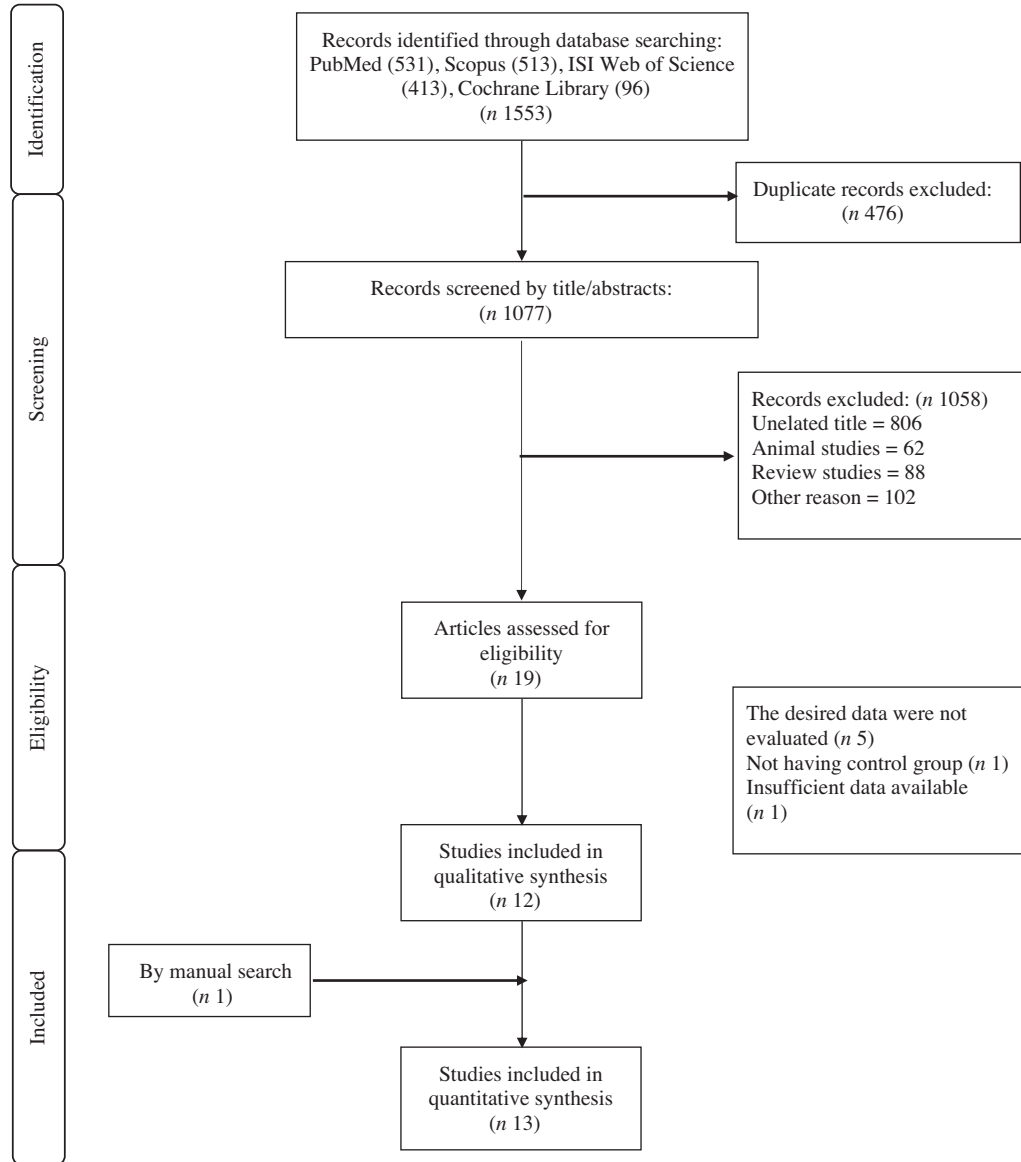 Identification
Records identified through database searching:
PubMed (531), Scopus (513), ISI Web of Science
(413), Cochrane Library (96)
(n 1553)
Duplicate records excluded:
(n 476)
Screening
Records screened by title/abstracts:
(n 1077)
Records excluded: (n 1058)
Unelated title = 806
Animal studies = 62
Review studies = 88
Other reason = 102
Eligibility
Articles assessed for
eligibility
(n 19)
The desired data were not
evaluated (n 5)
Not having control group (n 1)
Insufficient data available
(n 1)
Included
Studies included in
qualitative synthesis
(n 12)
By manual search
(n 1)
Studies included in
quantitative synthesis
(n 13)